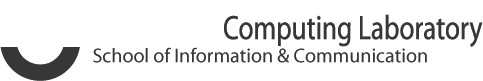 Computing Laboratory
School of Information & Communication